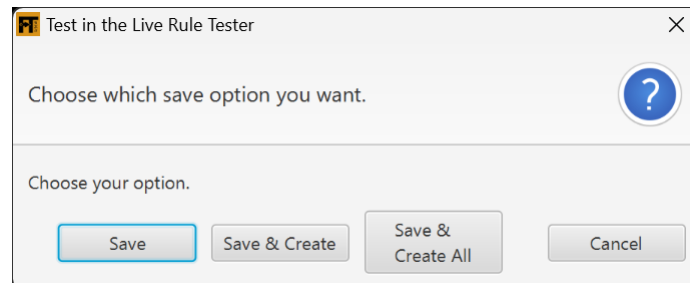 FT Test in the Live Rule Tester
Choose which save option you want.
?
Choose your option.
Save
Save & Create
Save &
Create All
Cancel